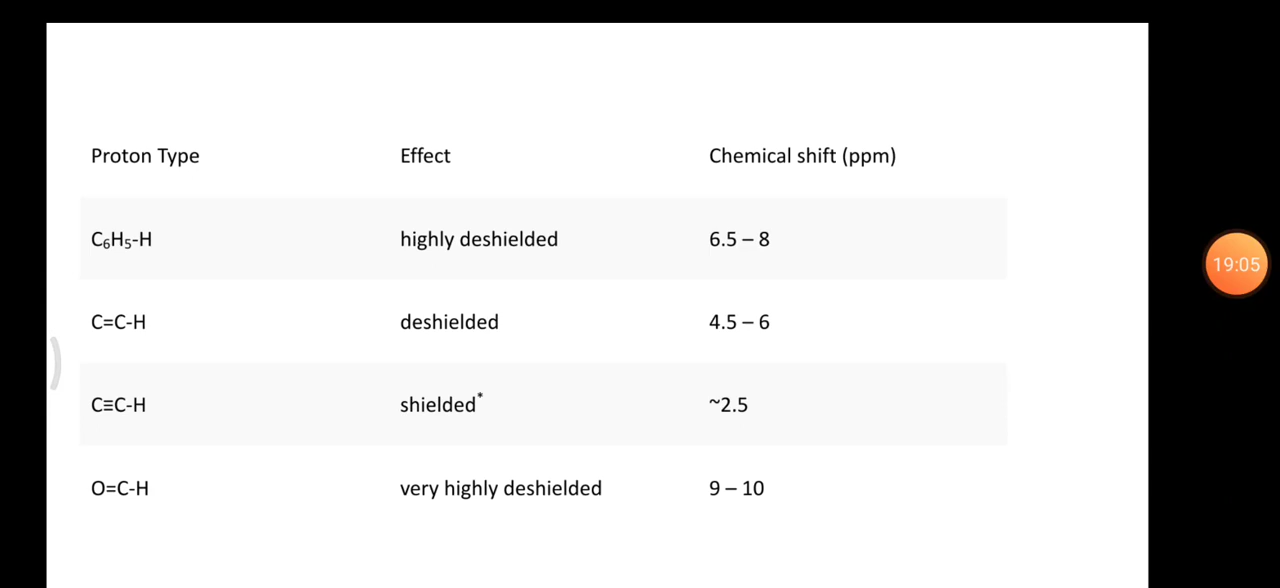 Proton Type Effect Chemical shift (ppm)
C₆H₅-H highly deshielded 6.5 – 8
C=C-H deshielded 4.5 – 6
C≡C-H shielded* ~2.5
O=C-H very highly deshielded 9 – 10
19:05